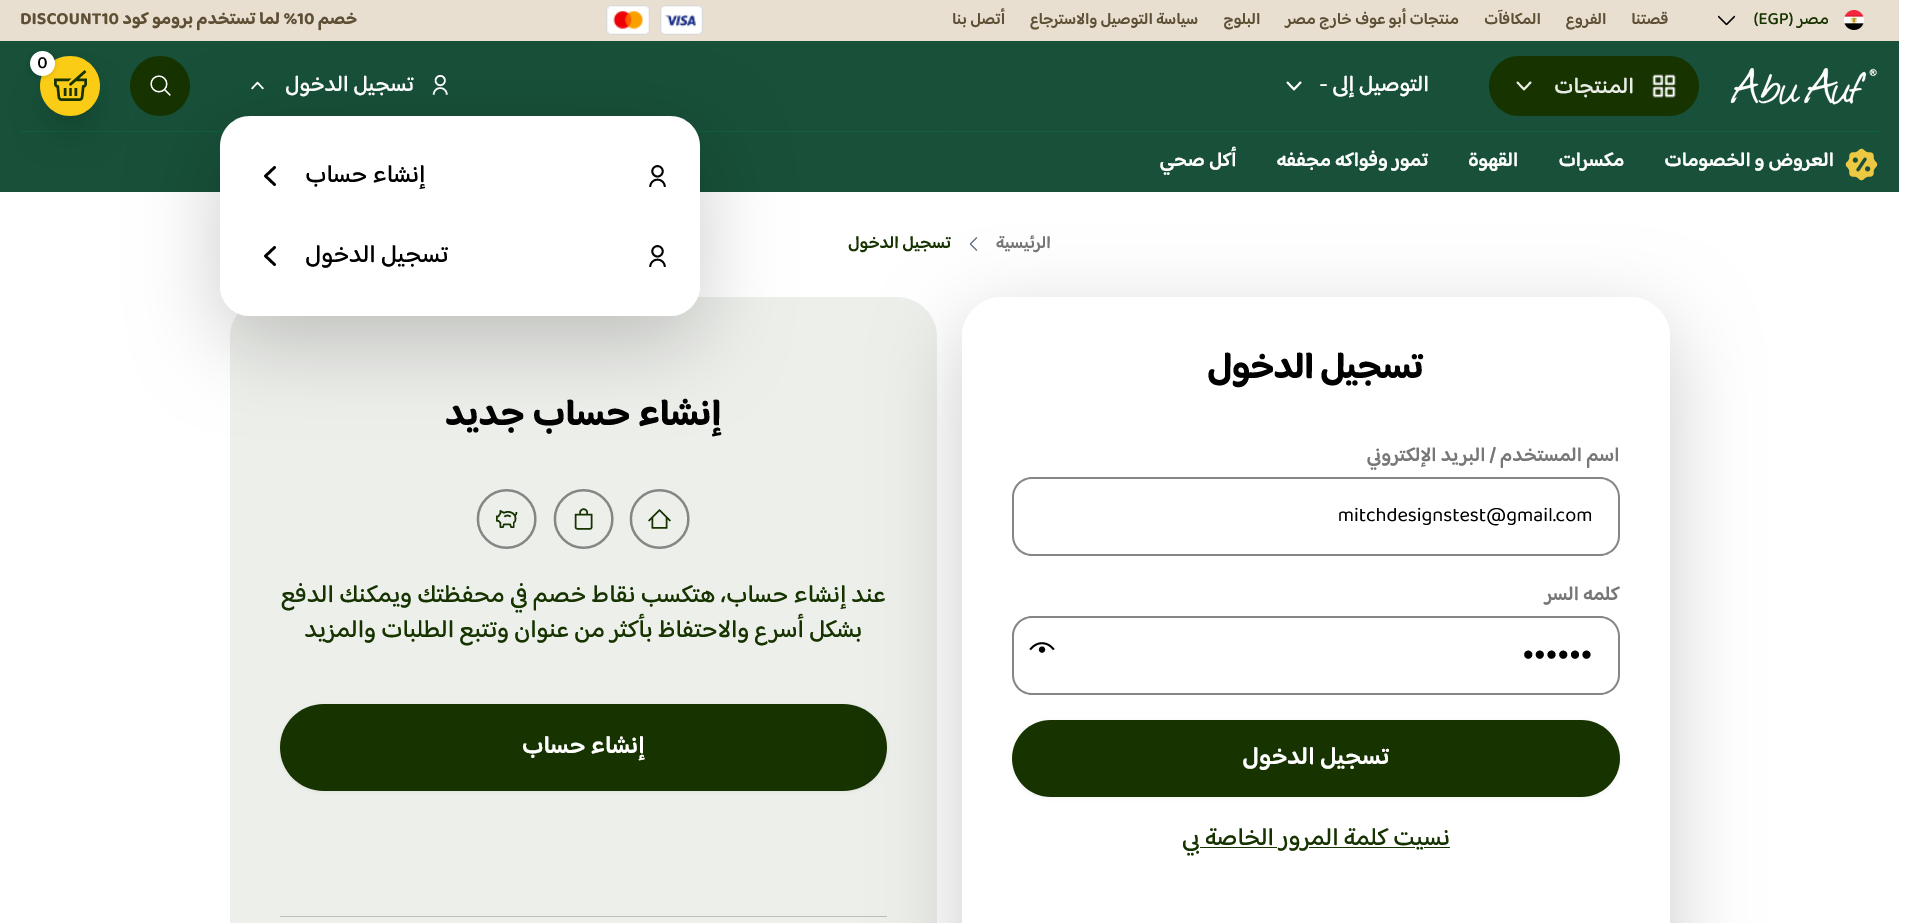 مصر (EGP)
قصتنا
الفروع
المكافآت
منتجات أبو عوف خارج مصر
البلوج
سياسة التوصيل والاسترجاع
أتصل بنا
VISA
خصم 10% لما تستخدم برومو كود DISCOUNT10
Abu Auf®
المنتجات
التوصيل إلى -
تسجيل الدخول
0
العروض و الخصومات
مكسرات
القهوة
تمور وفواكه مجففه
أكل صحي
إنشاء حساب
تسجيل الدخول
الرئيسية
تسجيل الدخول
تسجيل الدخول
اسم المستخدم / البريد الإلكتروني
mitchdesignstest@gmail.com
كلمه السر
••••••
تسجيل الدخول
نسيت كلمة المرور الخاصة بي
إنشاء حساب جديد
عند إنشاء حساب، هتكسب نقاط خصم في محفظتك ويمكنك الدفع
بشكل أسرع والاحتفاظ بأكثر من عنوان وتتبع الطلبات والمزيد
إنشاء حساب